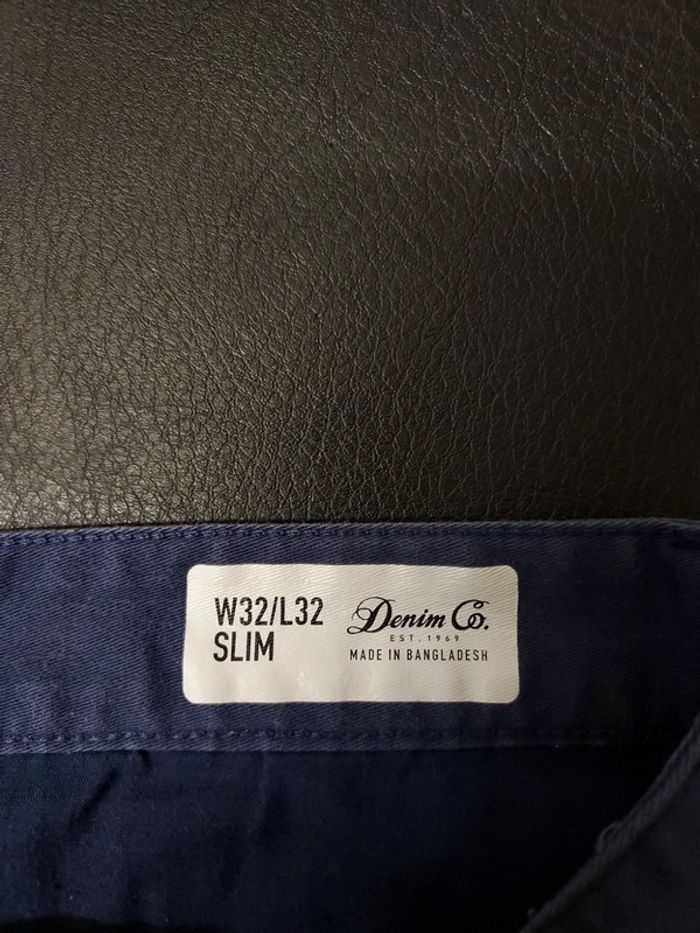 W32/L32
SLIM
Denim Co.
EST. 1969
MADE IN BANGLADESH